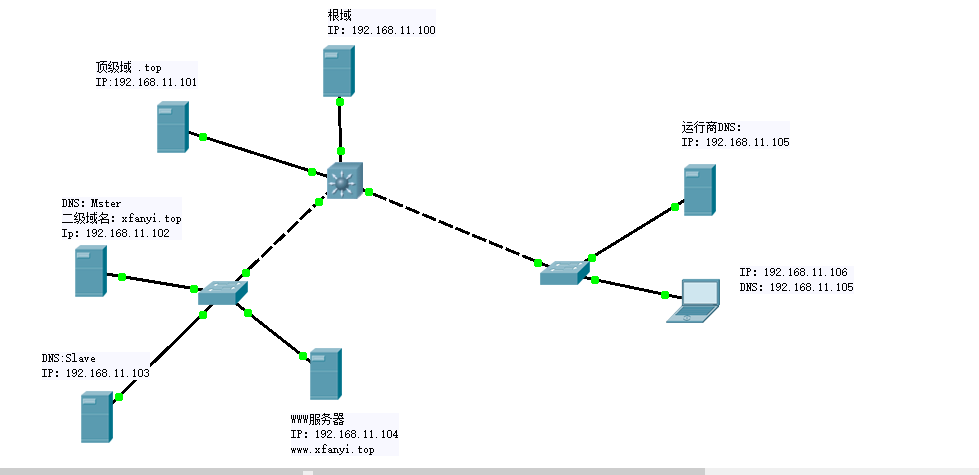 根域
IP: 192.168.11.100
顶级域 .top
IP:192.168.11.101
运行商DNS:
IP: 192.168.11.105
DNS: Mster
二级域名: xfanyi.top
Ip: 192.168.11.102
IP: 192.168.11.106
DNS: 192.168.11.105
DNS:Slave
IP: 192.168.11.103
WWW服务器
IP: 192.168.11.104
www.xfanyi.top